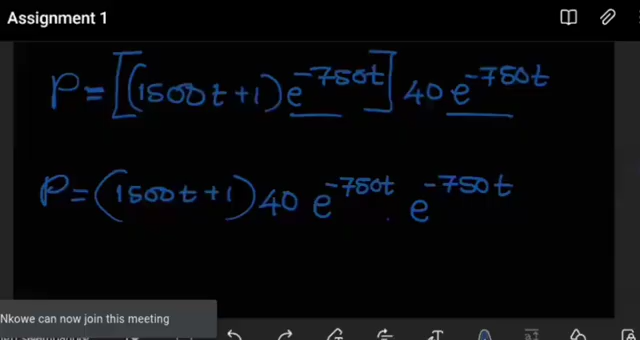 Assignment 1
P = [(1500t+1) e^{-750t}] 40 e^{-750t}
P = (1500t+1) 40 e^{-750t} . e^{-750t}
Nkowe can now join this meeting